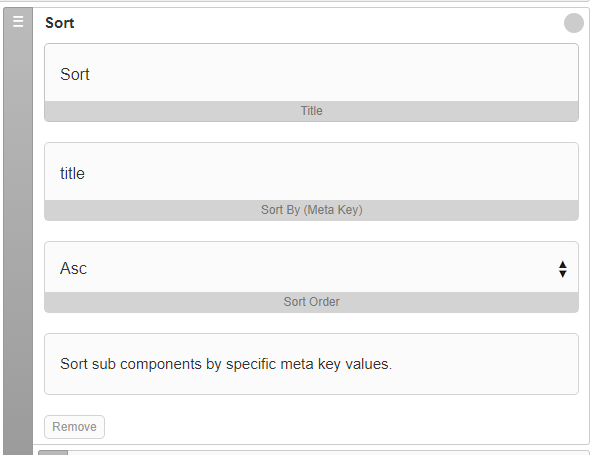 Sort
Sort
Title
title
Sort By (Meta Key)
Asc
Sort Order
Sort sub components by specific meta key values.
Remove